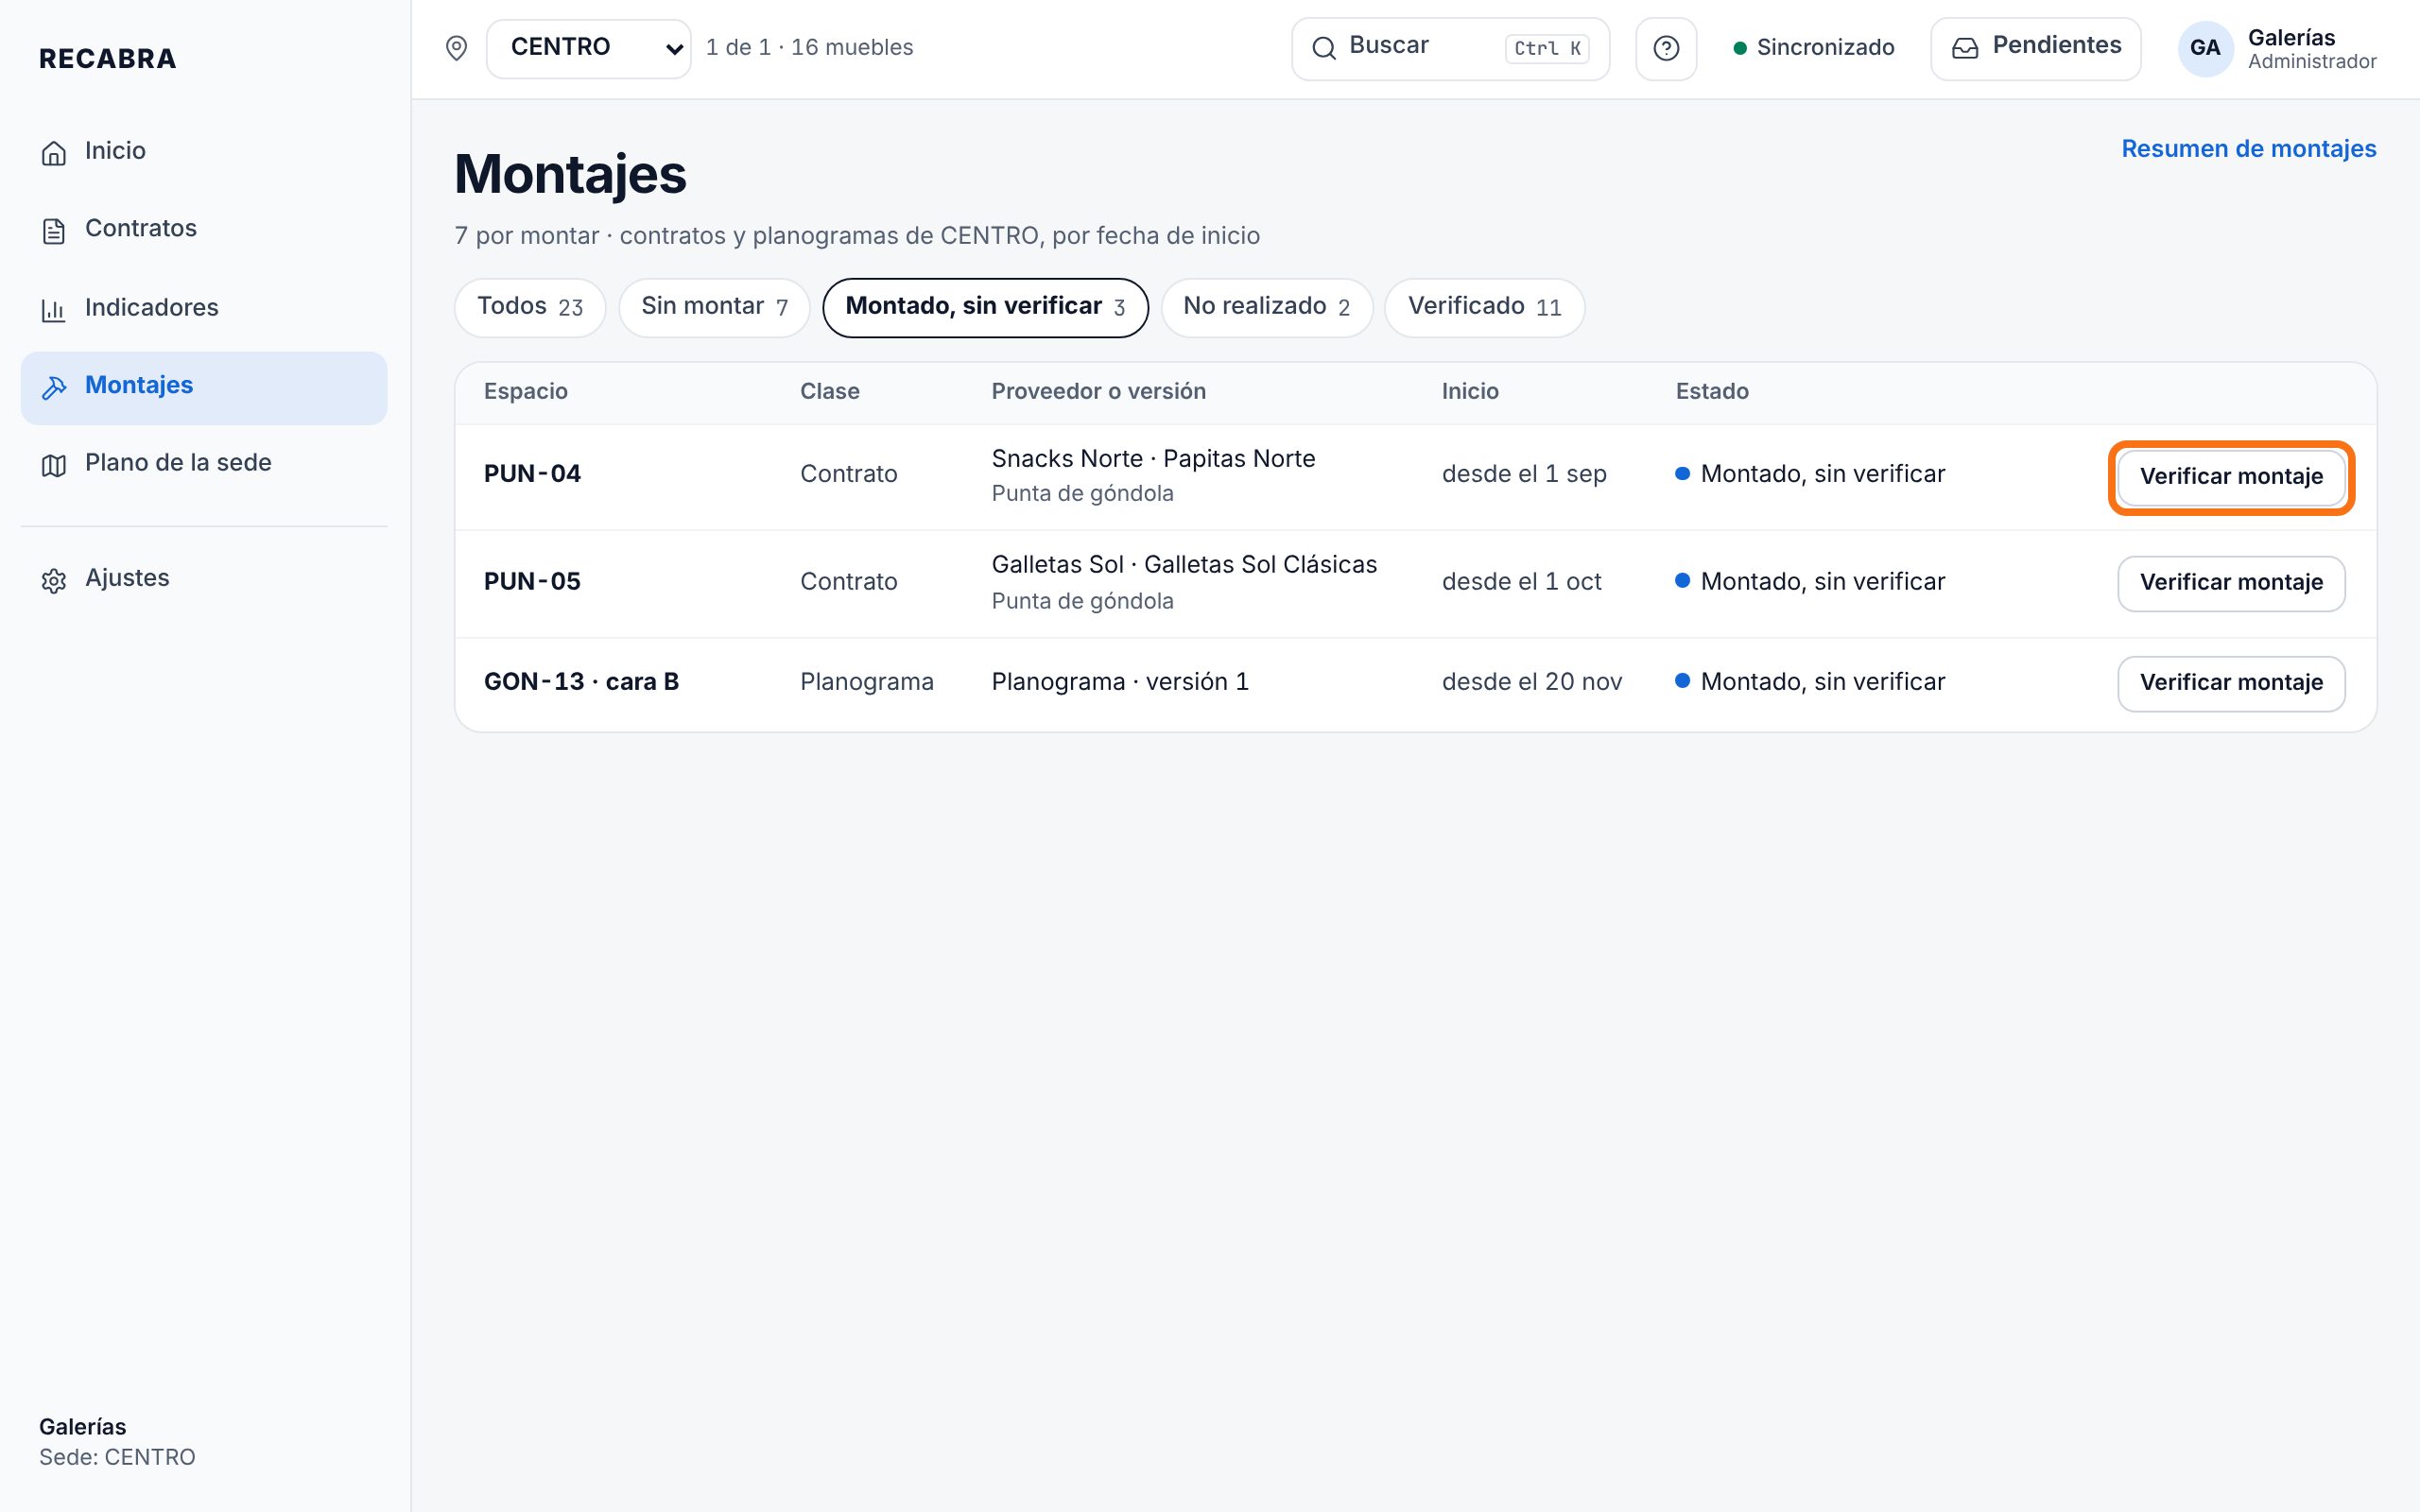 RECABRA
CENTRO
1 de 1 · 16 muebles
Buscar
Ctrl K
Sincronizado
Pendientes
GA
Galerías
Administrador
Inicio
Contratos
Indicadores
Montajes
Plano de la sede
Ajustes
Galerías
Sede: CENTRO
Montajes
Resumen de montajes
7 por montar · contratos y planogramas de CENTRO, por fecha de inicio
Todos 23
Sin montar 7
Montado, sin verificar 3
No realizado 2
Verificado 11
Espacio Clase Proveedor o versión Inicio Estado
PUN-04 Contrato Snacks Norte · Papitas Norte desde el 1 sep Montado, sin verificar Verificar montaje
Punta de góndola
PUN-05 Contrato Galletas Sol · Galletas Sol Clásicas desde el 1 oct Montado, sin verificar Verificar montaje
Punta de góndola
GON-13 · cara B Planograma Planograma · versión 1 desde el 20 nov Montado, sin verificar Verificar montaje